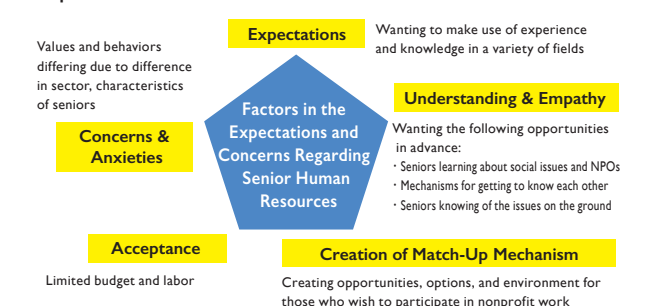 Expectations
Wanting to make use of experience
and knowledge in a variety of fields
Values and behaviors
differing due to difference
in sector, characteristics
of seniors
Concerns &
Anxieties
Factors in the
Expectations and
Concerns Regarding
Senior Human
Resources
Understanding & Empathy
Wanting the following opportunities
in advance:
・Seniors learning about social issues and NPOs
・Mechanisms for getting to know each other
・Seniors knowing of the issues on the ground
Acceptance
Limited budget and labor
Creation of Match-Up Mechanism
Creating opportunities, options, and environment for
those who wish to participate in nonprofit work